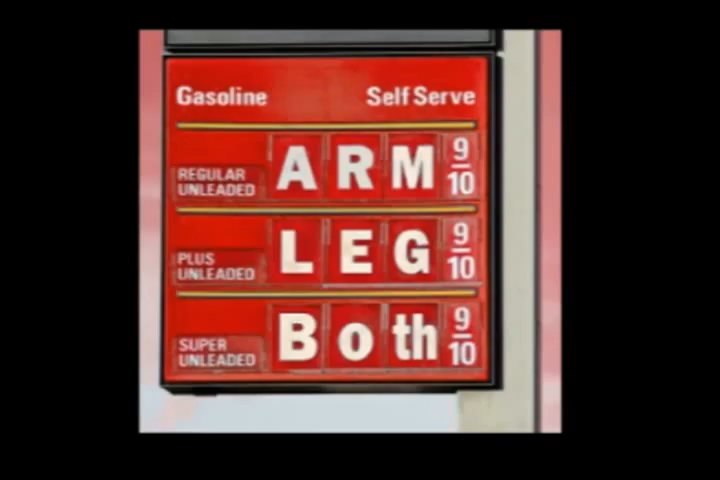 Gasoline Self Serve
ARM 9/10
REGULAR
UNLEADED
LEG 9/10
PLUS
UNLEADED
Both 9/10
SUPER
UNLEADED